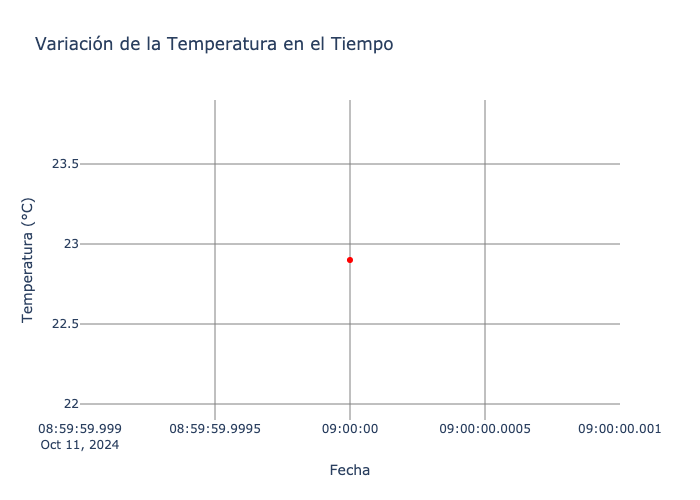 Variación de la Temperatura en el Tiempo
Temperatura (°C)
23.5
23
22.5
22
08:59:59.999 08:59:59.9995 09:00:00 09:00:00.0005 09:00:00.001
Oct 11, 2024
Fecha